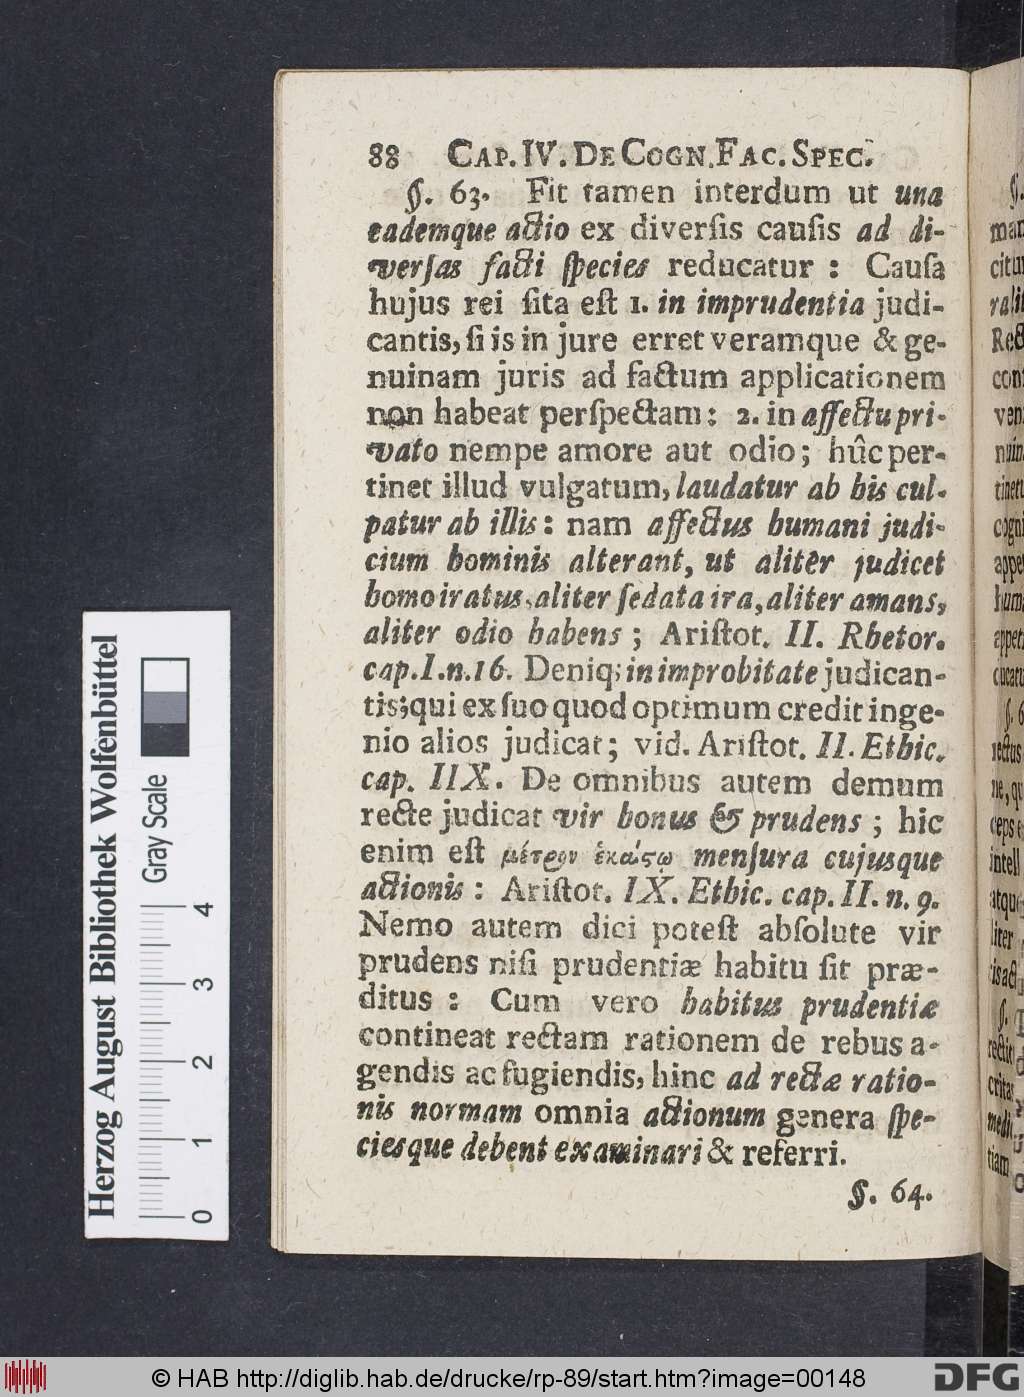 88 CAP. IV. DE COGN. FAC. SPEC.
§. 63. Fit tamen interdum ut una
eademque actio ex diverſis cauſis ad di-
verſas facti ſpecies reducatur : Cauſa
hujus rei ſita eſt 1. in imprudentia judi-
cantis, ſi is in jure erret veramque & ge-
nuinam juris ad factum applicationem
non habeat perſpectam: 2. in affectu pri-
vato nempe amore aut odio; hûc per-
tinet illud vulgatum, laudatur ab his cul-
patur ab illis: nam affectus humani judi-
cium hominis alterant, ut alitèr judicet
homo iratus, aliter ſedata ira, aliter amans,
aliter odio habens ; Ariſtot. II. Rhetor.
cap. I. n. 16. Deniq; in improbitate judican-
tis; qui ex ſuo quod optimum credit inge-
nio alios judicat; vid. Ariſtot. II. Ethic.
cap. IIX. De omnibus autem demum
recte judicat vir bonus & prudens ; hic
enim eſt μέτρον ἑκάϛῳ menſura cujusque
actionis : Ariſtot. IX. Ethic. cap. II. n. 9.
Nemo autem dici poteſt abſolute vir
prudens niſi prudentiæ habitu ſit præ-
ditus : Cum vero habitus prudentiæ
contineat rectam rationem de rebus a-
gendis ac fugiendis, hinc ad rectæ ratio-
nis normam omnia actionum genera ſpe-
ciesque debent examinari & referri.
§. 64.
Herzog August Bibliothek Wolfenbüttel
Gray Scale
0 1 2 3 4
© HAB http://diglib.hab.de/drucke/rp-89/start.htm?image=00148
DFG